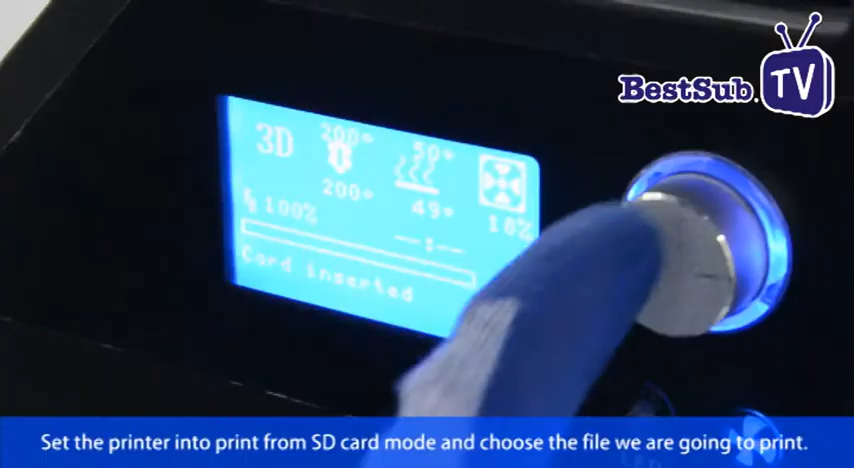 BestSub.TV
3D 200° 50°
200° 49° 10%
100% --:--
Card inserted
Set the printer into print from SD card mode and choose the file we are going to print.